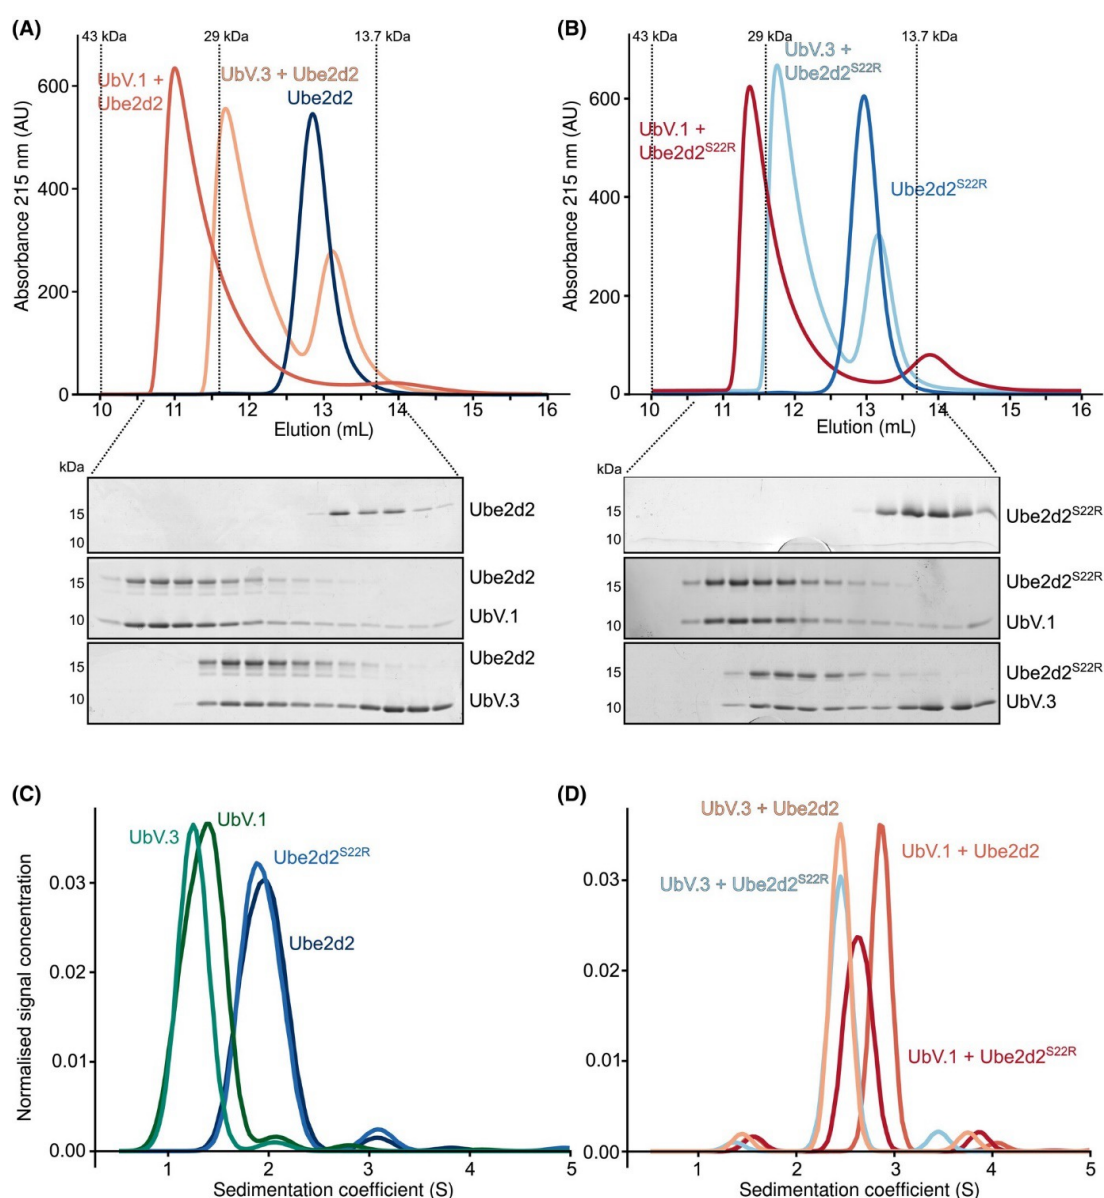 (A)
43 kDa 29 kDa 13.7 kDa
UbV.1 +
Ube2d2
UbV.3 + Ube2d2
Ube2d2
Absorbance 215 nm (AU)
600
400
200
0
10 11 12 13 14 15 16
Elution (mL)
kDa
15
10
Ube2d2
15
10
Ube2d2
UbV.1
15
10
Ube2d2
UbV.3
(B)
43 kDa 29 kDa 13.7 kDa
UbV.3 +
Ube2d2S22R
UbV.1 +
Ube2d2S22R
Ube2d2S22R
Absorbance 215 nm (AU)
600
400
200
0
10 11 12 13 14 15 16
Elution (mL)
kDa
15
10
Ube2d2S22R
15
10
Ube2d2S22R
UbV.1
15
10
Ube2d2S22R
UbV.3
(C)
UbV.3
UbV.1
Ube2d2S22R
Ube2d2
Normalised signal concentration
0.03
0.02
0.01
0.00
1 2 3 4 5
Sedimentation coefficient (S)
(D)
UbV.3 + Ube2d2
UbV.1 + Ube2d2
UbV.3 + Ube2d2S22R
UbV.1 + Ube2d2S22R
0.03
0.02
0.01
0.00
1 2 3 4 5
Sedimentation coefficient (S)